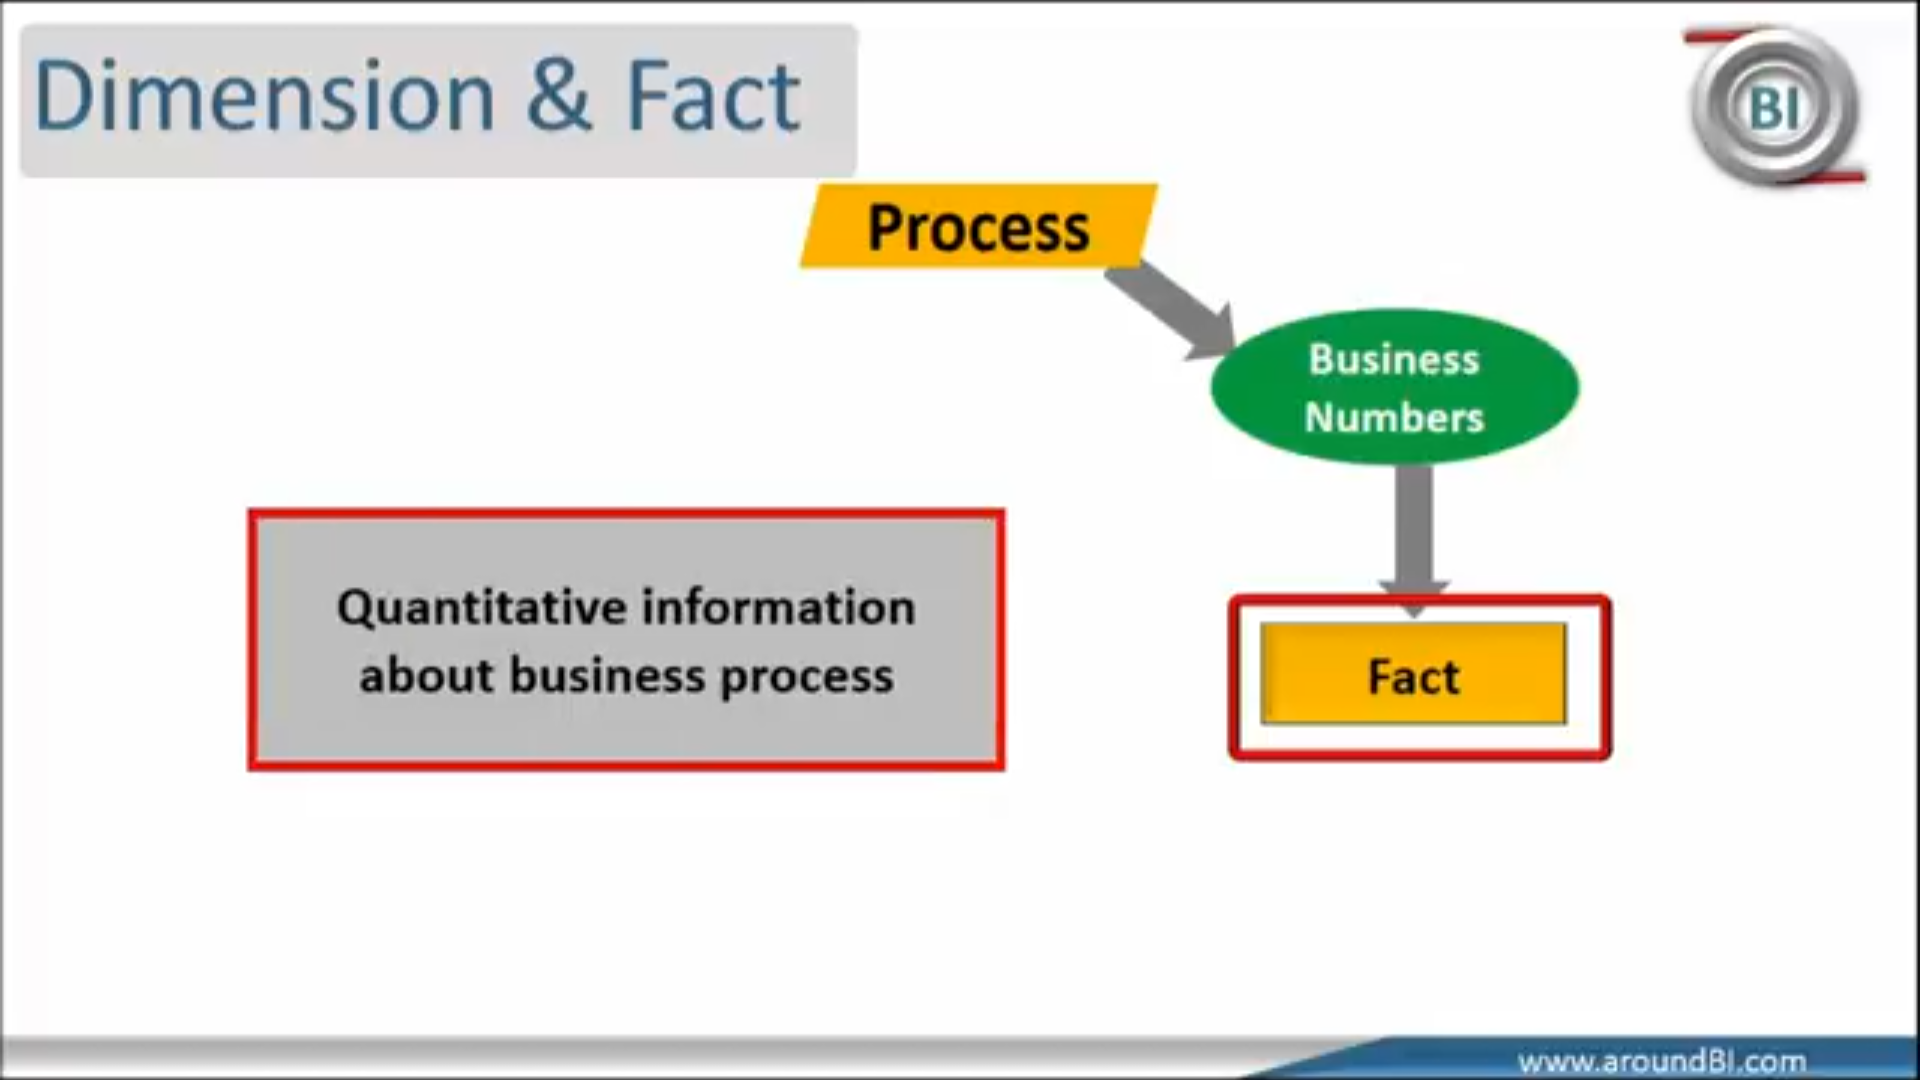 Dimension & Fact
BI
Process
Business
Numbers
Quantitative information
about business process
Fact
www.aroundBI.com